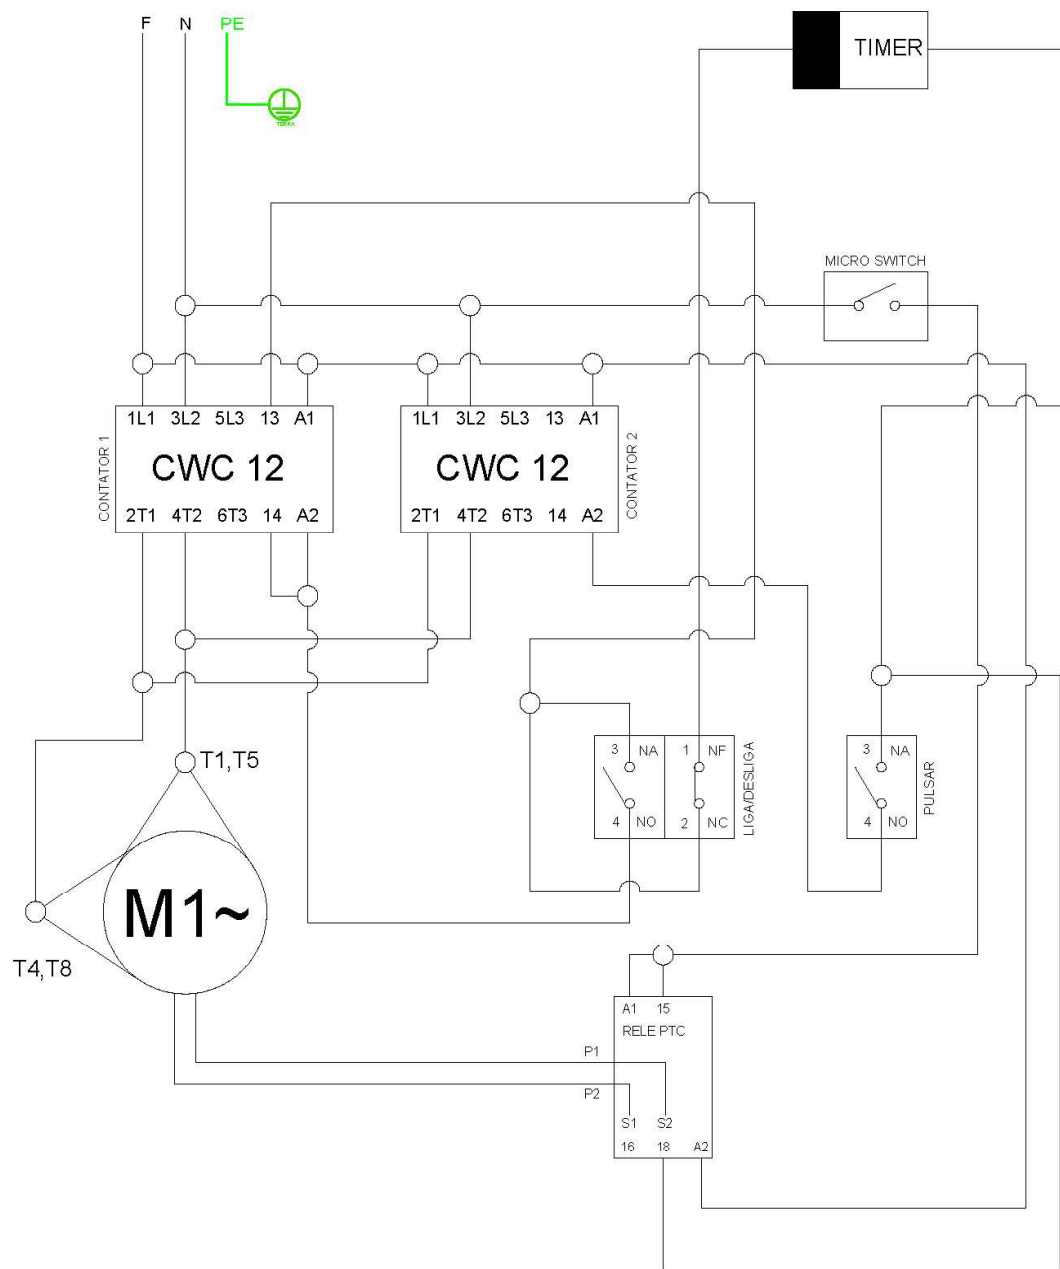 F N PE
TERRA
TIMER
MICRO SWITCH
1L1 3L2 5L3 13 A1
CONTATOR 1
CWC 12
2T1 4T2 6T3 14 A2
1L1 3L2 5L3 13 A1
CWC 12
CONTATOR 2
2T1 4T2 6T3 14 A2
T1,T5
3 NA 1 NF
4 NO 2 NC
LIGA/DESLIGA
3 NA
4 NO
PULSAR
M1~
T4,T8
A1 15
RELE PTC
P1
P2
S1 S2
16 18 A2